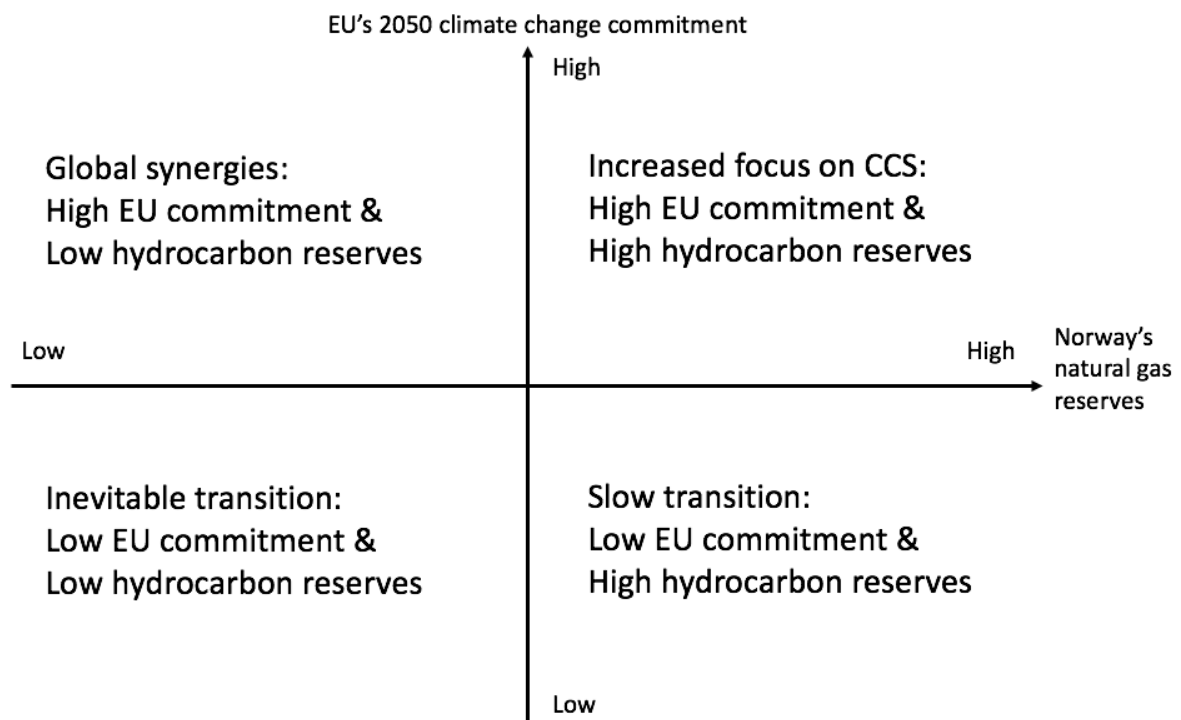 EU’s 2050 climate change commitment
High
Global synergies:
High EU commitment &
Low hydrocarbon reserves
Increased focus on CCS:
High EU commitment &
High hydrocarbon reserves
Low
High
Norway’s
natural gas
reserves
Inevitable transition:
Low EU commitment &
Low hydrocarbon reserves
Slow transition:
Low EU commitment &
High hydrocarbon reserves
Low